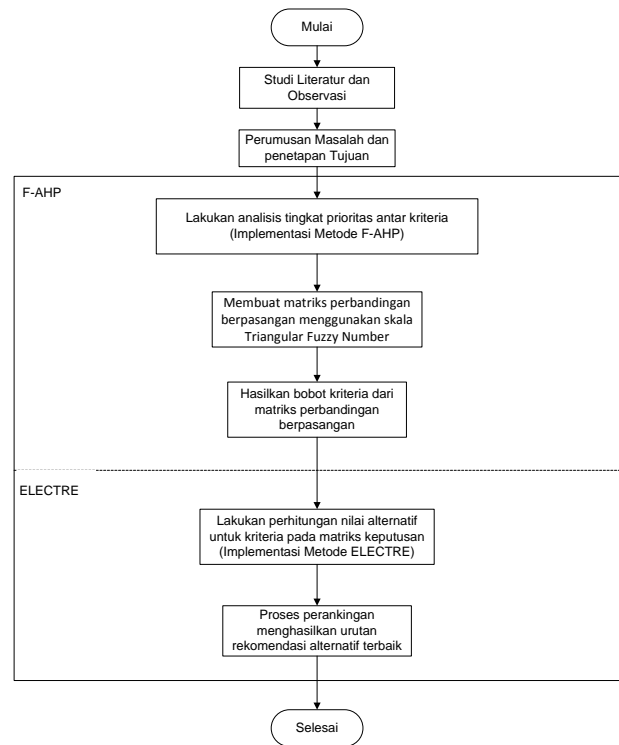 Mulai
Studi Literatur dan
Observasi
Perumusan Masalah dan
penetapan Tujuan
F-AHP
Lakukan analisis tingkat prioritas antar kriteria
(Implementasi Metode F-AHP)
Membuat matriks perbandingan
berpasangan menggunakan skala
Triangular Fuzzy Number
Hasilkan bobot kriteria dari
matriks perbandingan
berpasangan
ELECTRE
Lakukan perhitungan nilai alternatif
untuk kriteria pada matriks keputusan
(Implementasi Metode ELECTRE)
Proses perankingan
menghasilkan urutan
rekomendasi alternatif terbaik
Selesai